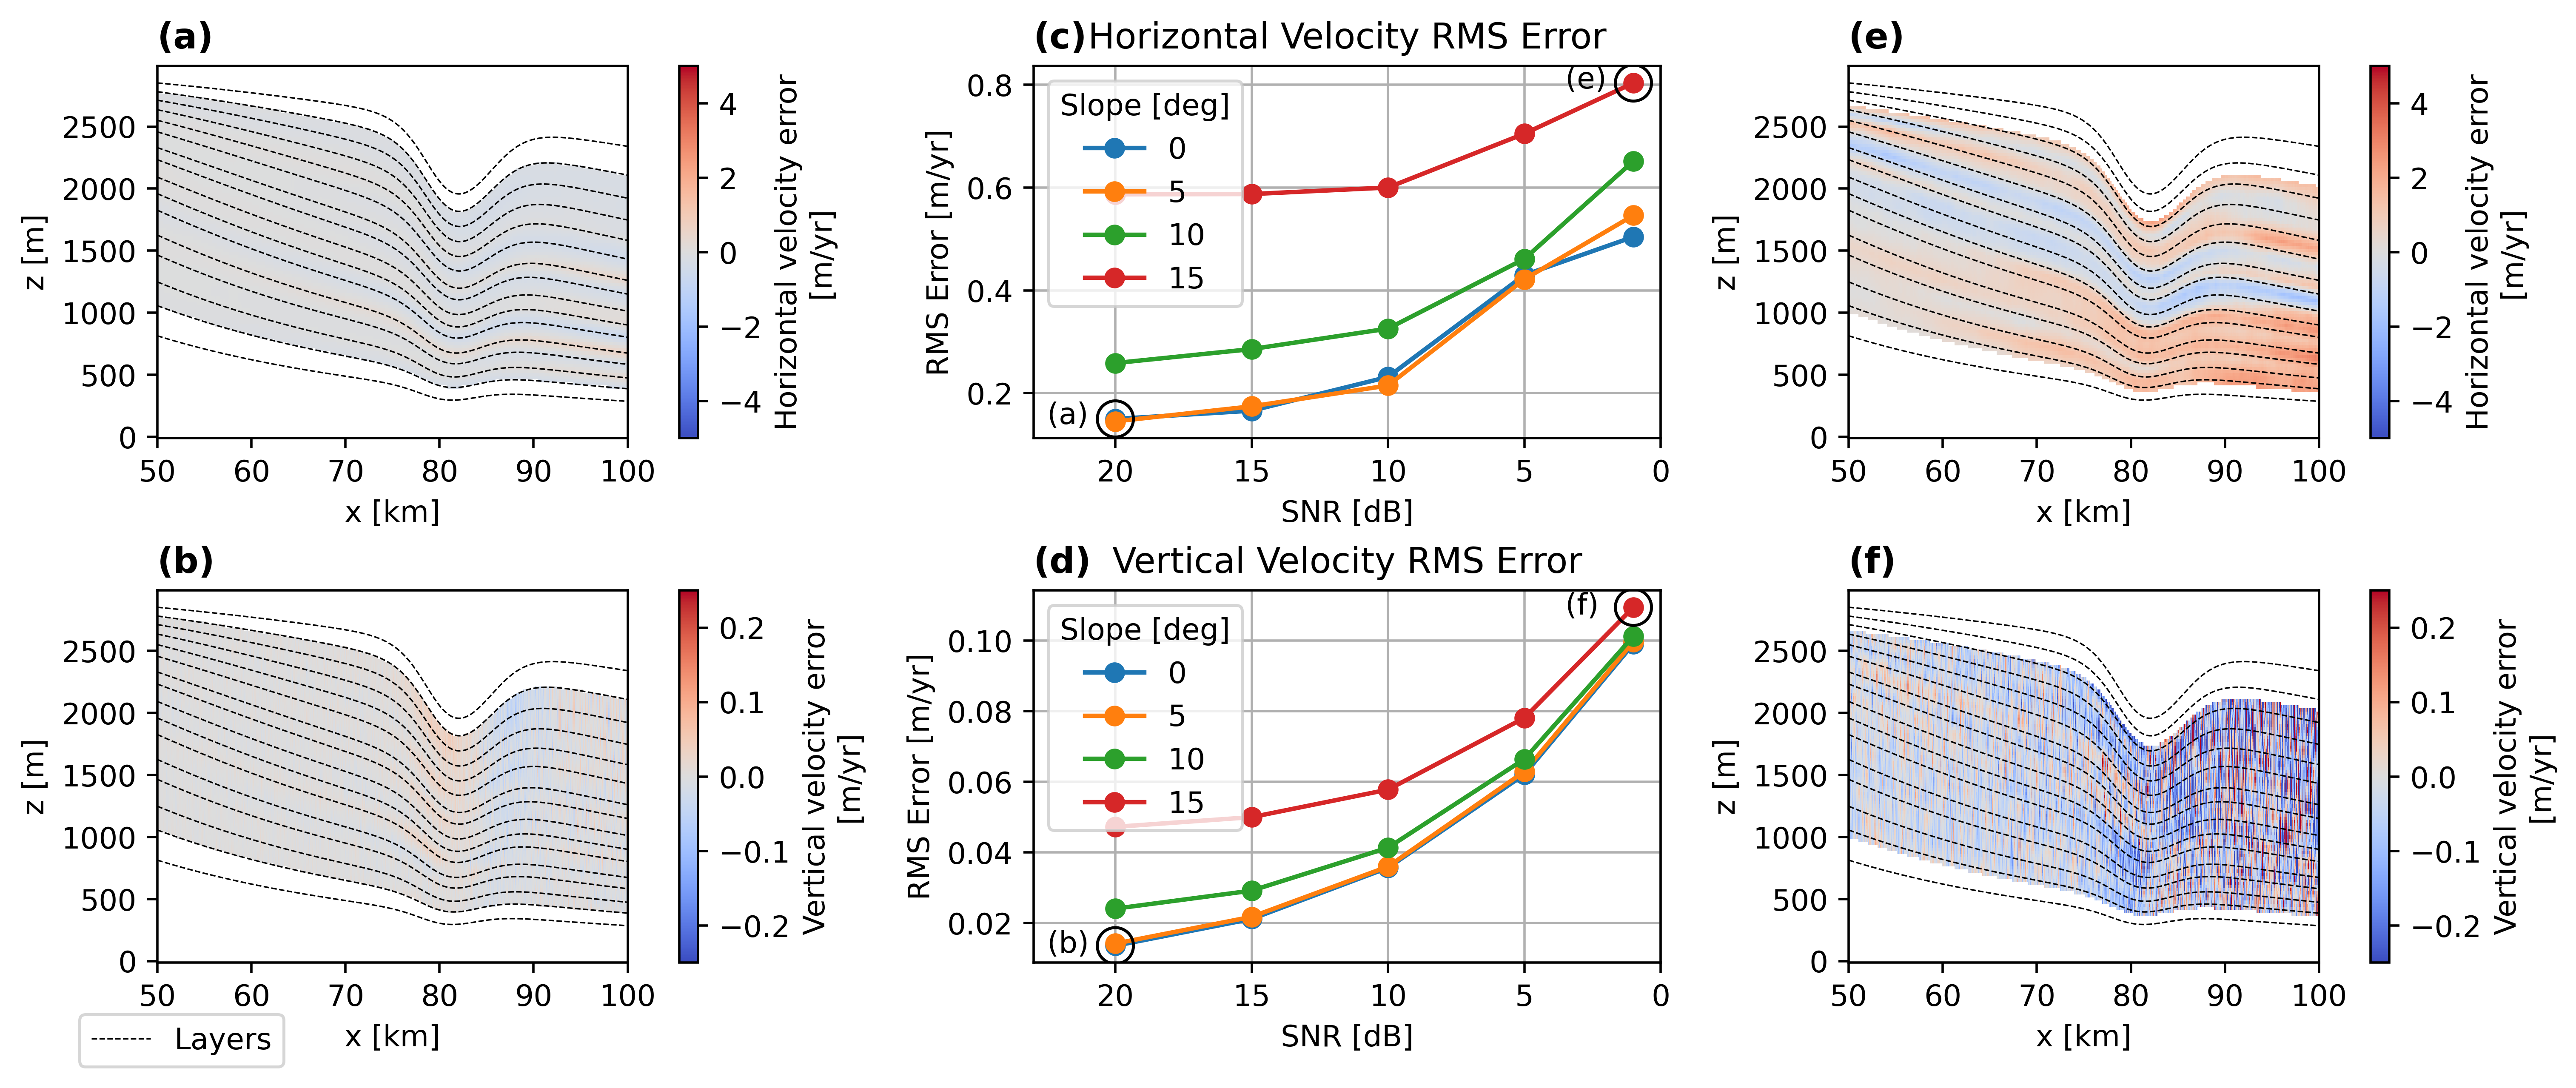 (a)
2500
2000
1500
1000
500
0
50 60 70 80 90 100
z [m]
x [km]
4
2
0
−2
−4
Horizontal velocity error
[m/yr]
(c) Horizontal Velocity RMS Error
0.8
0.6
0.4
0.2
RMS Error [m/yr]
Slope [deg]
0
5
10
15
(e)
(a)
20 15 10 5 0
SNR [dB]
(e)
2500
2000
1500
1000
500
0
50 60 70 80 90 100
z [m]
x [km]
4
2
0
−2
−4
Horizontal velocity error
[m/yr]
(b)
2500
2000
1500
1000
500
0
50 60 70 80 90 100
z [m]
x [km]
0.2
0.1
0.0
−0.1
−0.2
Vertical velocity error
[m/yr]
Layers
(d) Vertical Velocity RMS Error
0.10
0.08
0.06
0.04
0.02
RMS Error [m/yr]
Slope [deg]
0
5
10
15
(f)
(b)
20 15 10 5 0
SNR [dB]
(f)
2500
2000
1500
1000
500
0
50 60 70 80 90 100
z [m]
x [km]
0.2
0.1
0.0
−0.1
−0.2
Vertical velocity error
[m/yr]